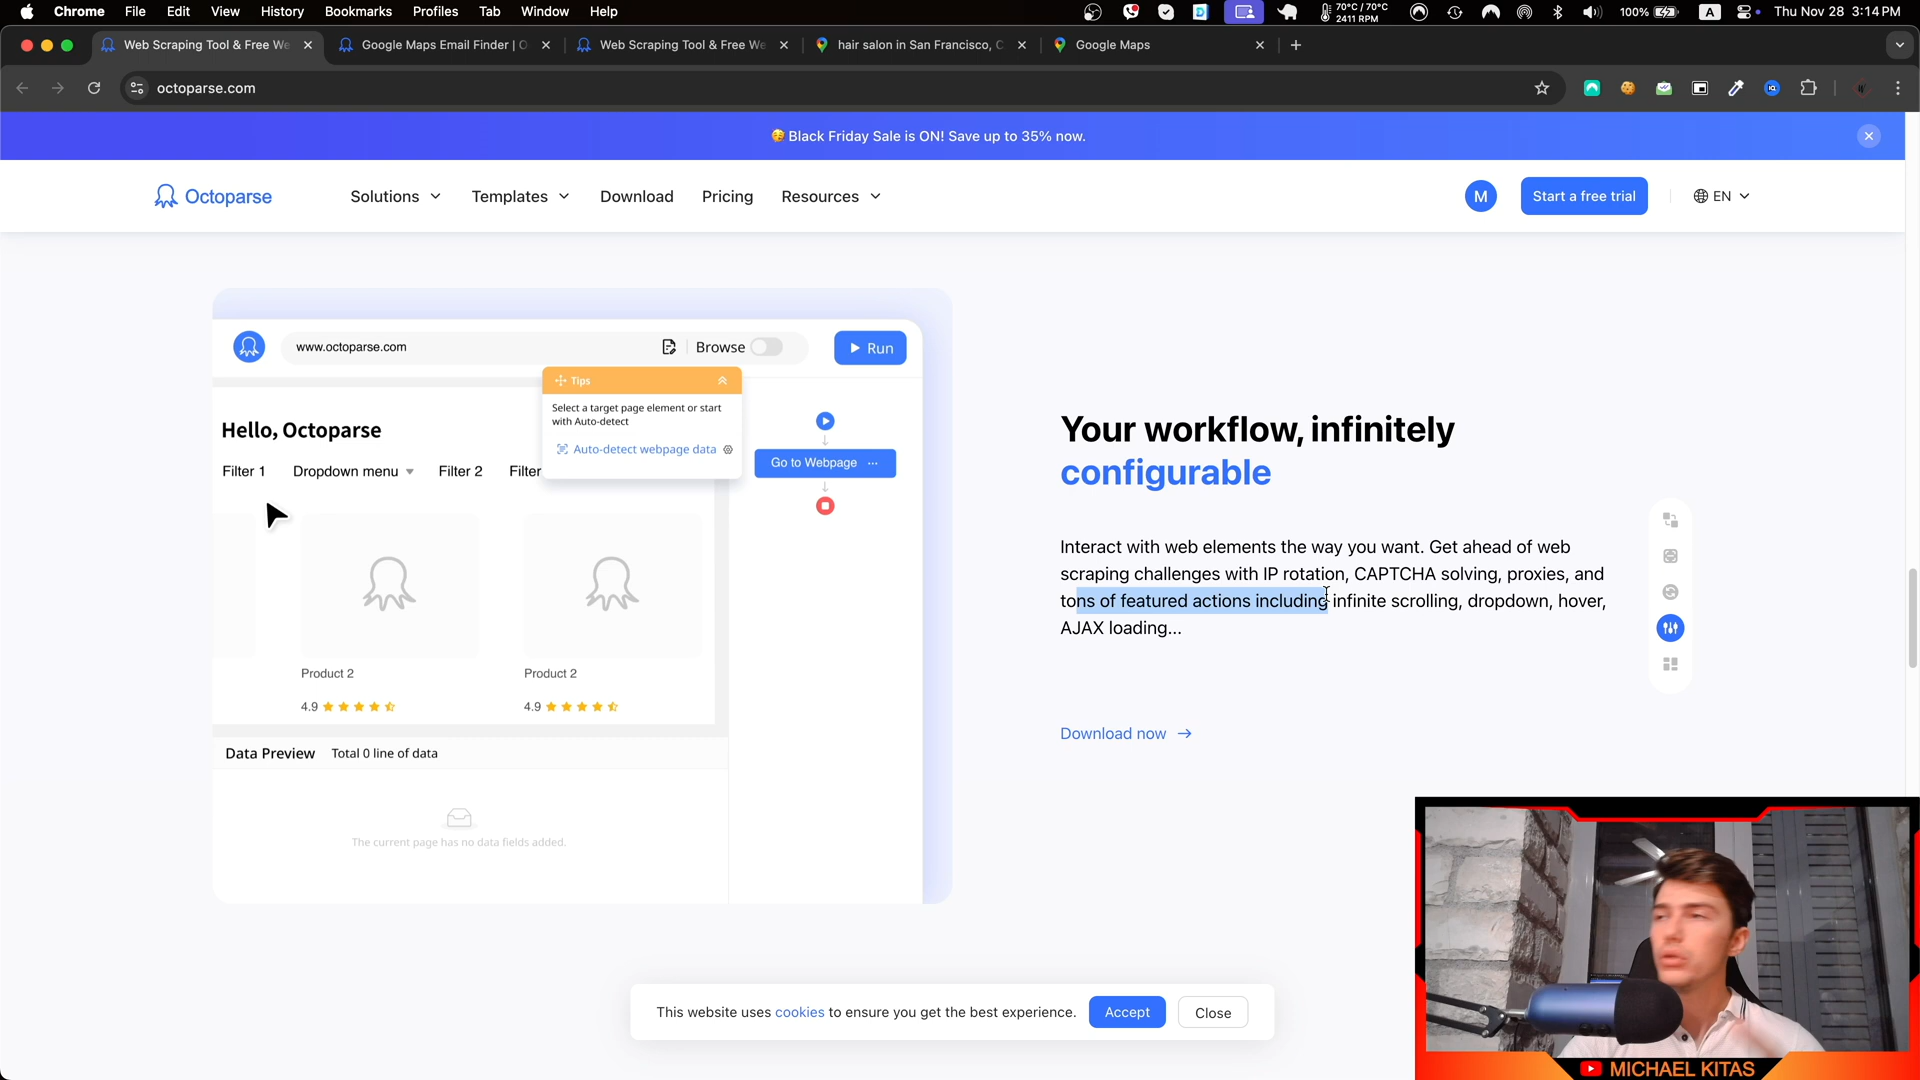 Chrome File Edit View History Bookmarks Profiles Tab Window Help
70°C / 70°C
2411 RPM
100%
A
Thu Nov 28 3:14 PM
Web Scraping Tool & Free We
Google Maps Email Finder | O
Web Scraping Tool & Free We
hair salon in San Francisco, C
Google Maps
octoparse.com
Black Friday Sale is ON! Save up to 35% now.
Octoparse
Solutions
Templates
Download
Pricing
Resources
M
Start a free trial
EN
www.octoparse.com
Browse
Run
Tips
Select a target page element or start
with Auto-detect
Auto-detect webpage data
Hello, Octoparse
Filter 1
Dropdown menu
Filter 2
Filter
Go to Webpage ...
Product 2
4.9
Product 2
4.9
Data Preview
Total 0 line of data
The current page has no data fields added.
Your workflow, infinitely
configurable
Interact with web elements the way you want. Get ahead of web
scraping challenges with IP rotation, CAPTCHA solving, proxies, and
tons of featured actions including infinite scrolling, dropdown, hover,
AJAX loading...
Download now
This website uses cookies to ensure you get the best experience.
Accept
Close
MICHAEL KITAS